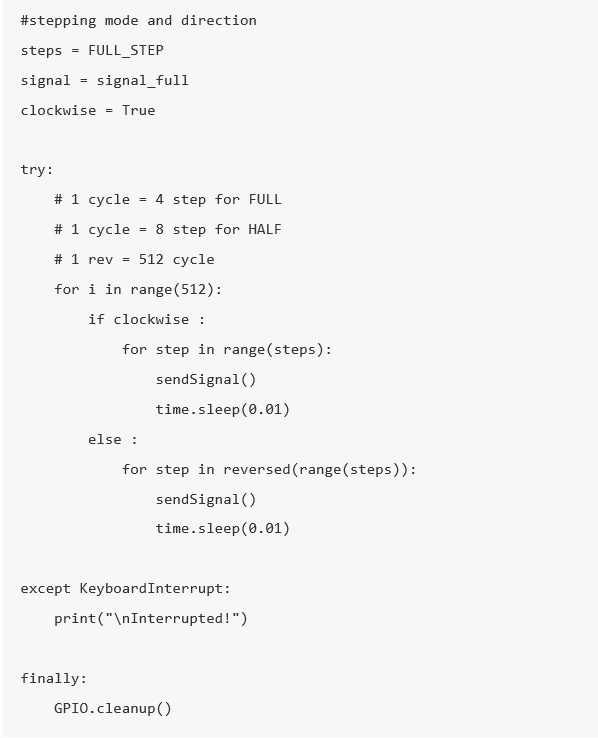 #stepping mode and direction
steps = FULL_STEP
signal = signal_full
clockwise = True

try:
    # 1 cycle = 4 step for FULL
    # 1 cycle = 8 step for HALF
    # 1 rev = 512 cycle
    for i in range(512):
        if clockwise :
            for step in range(steps):
                sendSignal()
                time.sleep(0.01)
        else :
            for step in reversed(range(steps)):
                sendSignal()
                time.sleep(0.01)

except KeyboardInterrupt:
    print("\nInterrupted!")

finally:
    GPIO.cleanup()